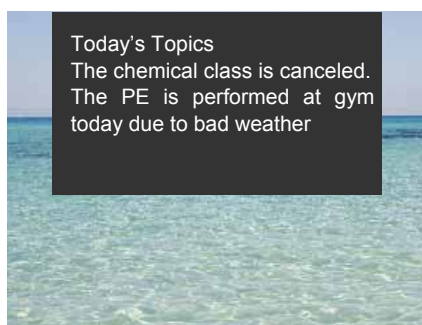 Today’s Topics
The chemical class is canceled.
The PE is performed at gym
today due to bad weather